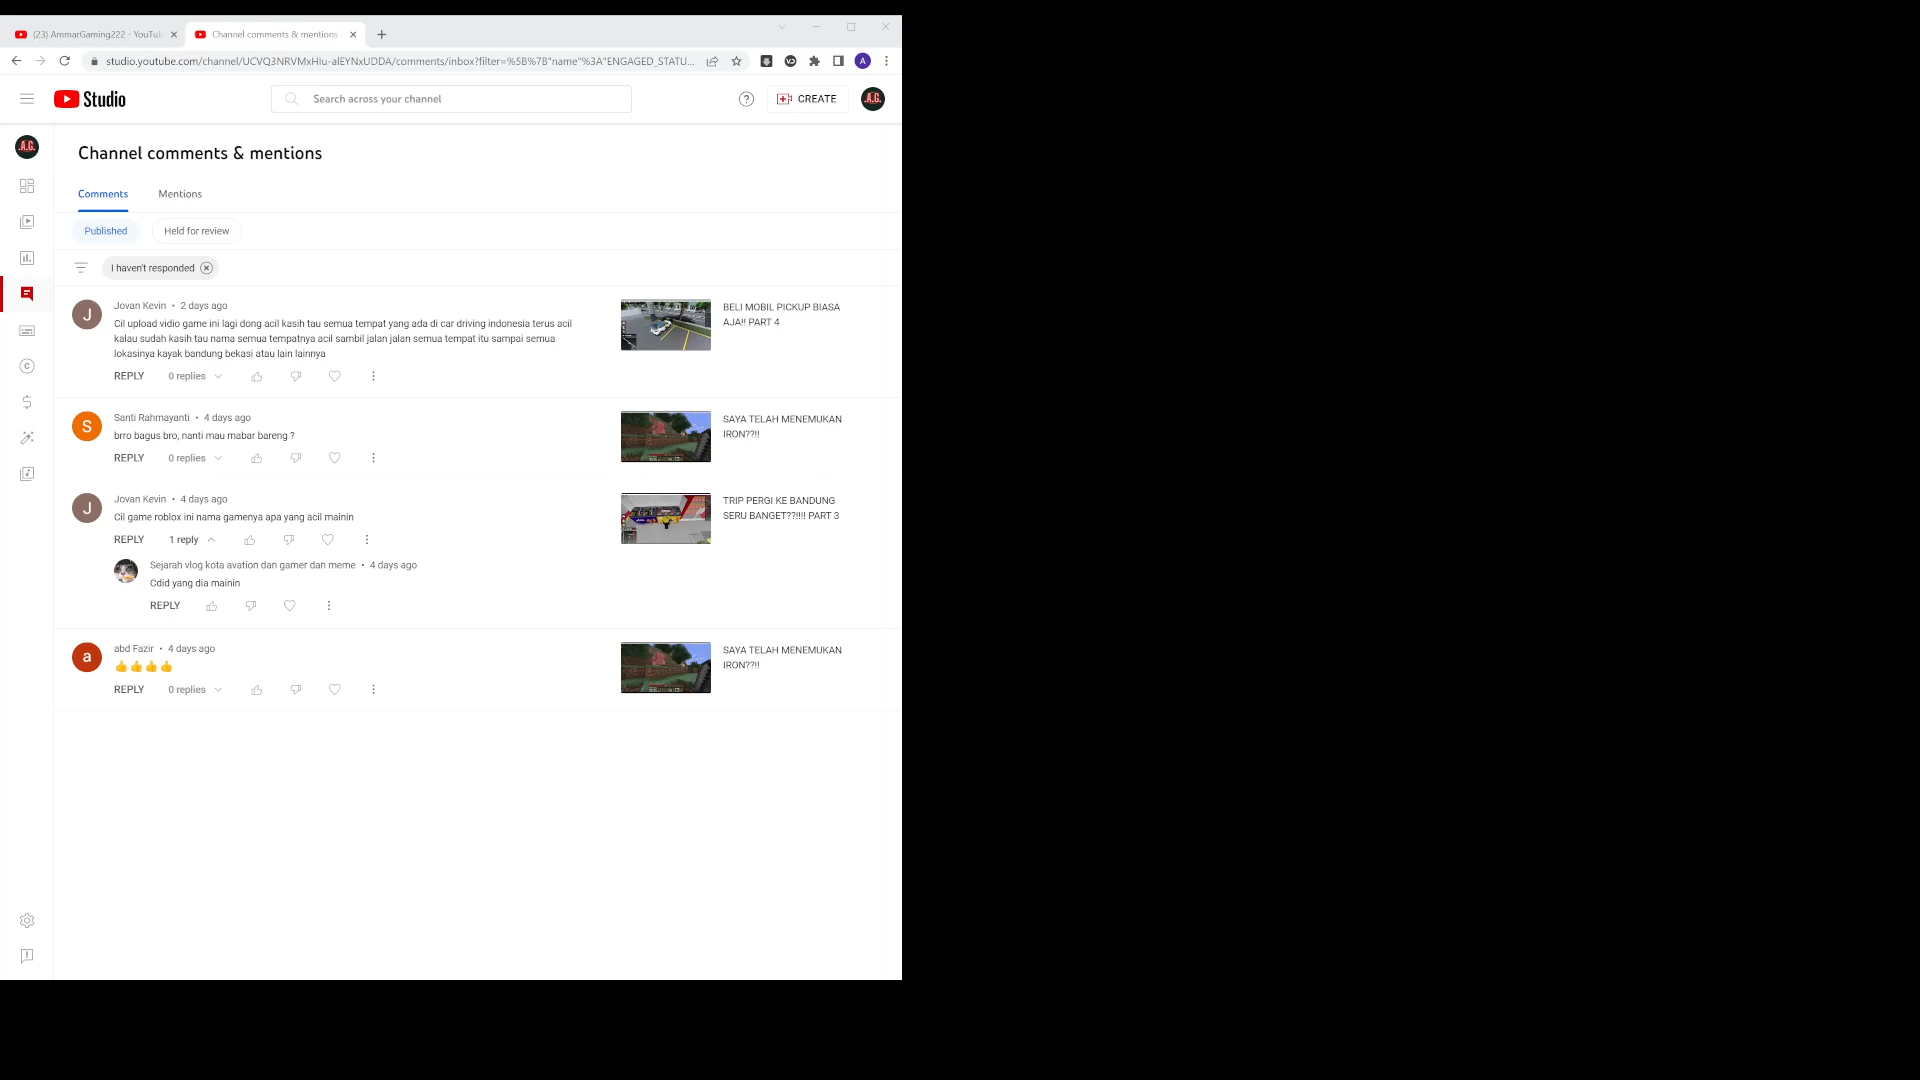 (23) AmmarGaming222 - YouTub
Channel comments & mentions
studio.youtube.com/channel/UCVQ3NRVMxHIu-alEYNxUDDA/comments/inbox?filter=%5B%7B"name"%3A"ENGAGED_STATU...
A
Studio
Search across your channel
CREATE
A.G.
A.G.
Channel comments & mentions
Comments Mentions
Published Held for review
I haven't responded
J
Jovan Kevin • 2 days ago
Cil upload vidio game ini lagi dong acil kasih tau semua tempat yang ada di car driving indonesia terus acil
kalau sudah kasih tau nama semua tempatnya acil sambil jalan jalan semua tempat itu sampai semua
lokasinya kayak bandung bekasi atau lain lainnya
REPLY 0 replies
BELI MOBIL PICKUP BIASA
AJA!! PART 4
S
Santi Rahmayanti • 4 days ago
brro bagus bro, nanti mau mabar bareng ?
REPLY 0 replies
SAYA TELAH MENEMUKAN
IRON??!!
J
Jovan Kevin • 4 days ago
Cil game roblox ini nama gamenya apa yang acil mainin
REPLY 1 reply
TRIP PERGI KE BANDUNG
SERU BANGET??!!!! PART 3
Sejarah vlog kota avation dan gamer dan meme • 4 days ago
Cdid yang dia mainin
REPLY
a
abd Fazir • 4 days ago
👍👍👍👍
REPLY 0 replies
SAYA TELAH MENEMUKAN
IRON??!!